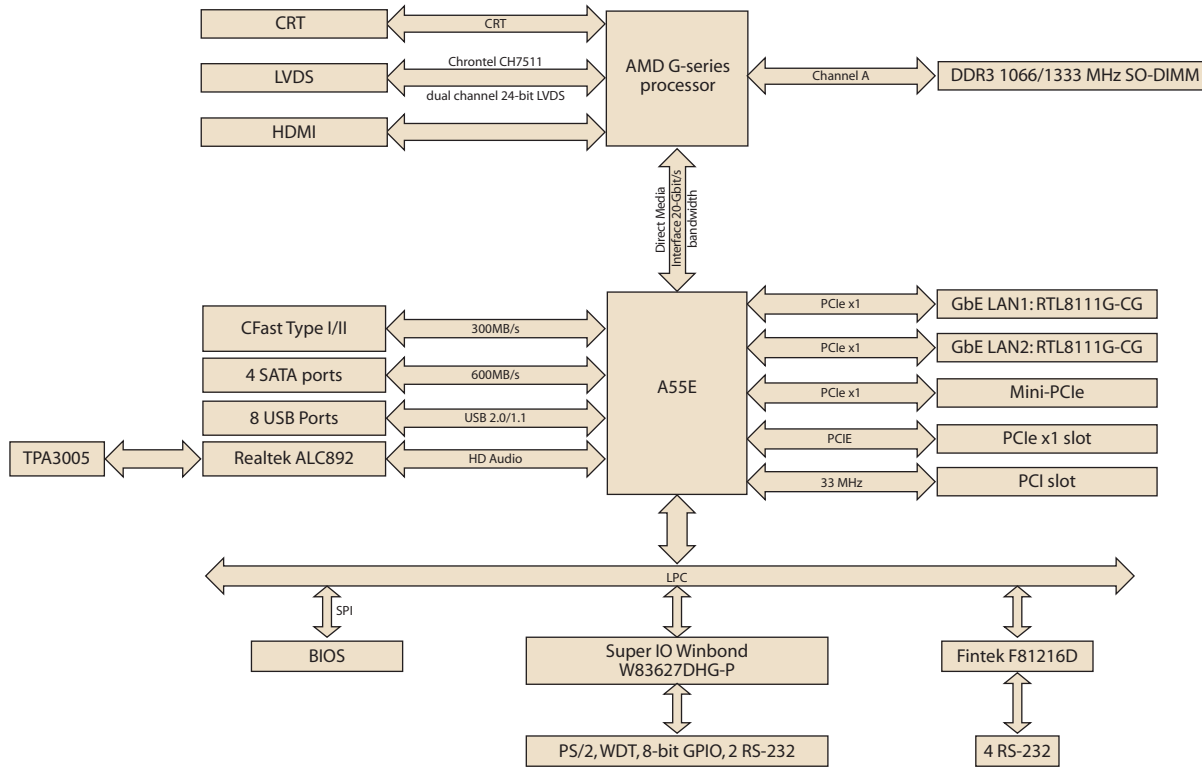 CRT
CRT
AMD G-series
processor
Channel A
DDR3 1066/1333 MHz SO-DIMM
LVDS
Chrontel CH7511
dual channel 24-bit LVDS
HDMI
Direct Media
Interface 20-Gbit/s
bandwidth
CFast Type I/II
300MB/s
4 SATA ports
600MB/s
8 USB Ports
USB 2.0/1.1
TPA3005
Realtek ALC892
HD Audio
A55E
PCIe x1
GbE LAN1: RTL8111G-CG
PCIe x1
GbE LAN2: RTL8111G-CG
PCIe x1
Mini-PCIe
PCIE
PCIe x1 slot
33 MHz
PCI slot
LPC
SPI
BIOS
Super IO Winbond
W83627DHG-P
Fintek F81216D
PS/2, WDT, 8-bit GPIO, 2 RS-232
4 RS-232